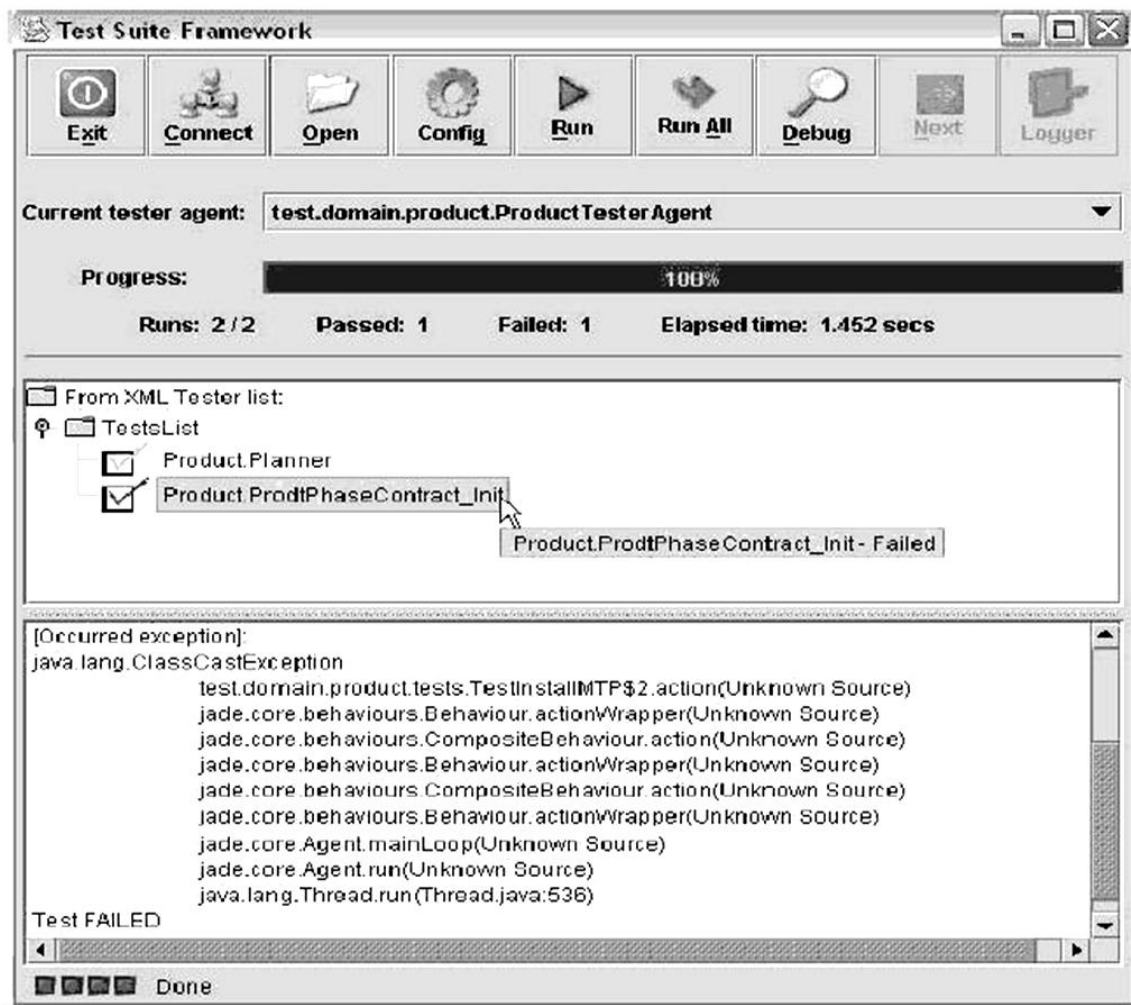 Test Suite Framework
Exit Connect Open Config Run Run All Debug Next Logger
Current tester agent: test.domain.product.ProductTesterAgent
Progress: 100%
Runs: 2 / 2 Passed: 1 Failed: 1 Elapsed time: 1.452 secs
From XML Tester list:
TestsList
Product.Planner
Product.ProdtPhaseContract_Init
Product.ProdtPhaseContract_Init - Failed
[Occurred exception]:
java.lang.ClassCastException
test.domain.product.tests.TestInstallMTP$2.action(Unknown Source)
jade.core.behaviours.Behaviour.actionWrapper(Unknown Source)
jade.core.behaviours.CompositeBehaviour.action(Unknown Source)
jade.core.behaviours.Behaviour.actionWrapper(Unknown Source)
jade.core.behaviours.CompositeBehaviour.action(Unknown Source)
jade.core.behaviours.Behaviour.actionWrapper(Unknown Source)
jade.core.Agent.mainLoop(Unknown Source)
jade.core.Agent.run(Unknown Source)
java.lang.Thread.run(Thread.java:536)
Test FAILED
Done